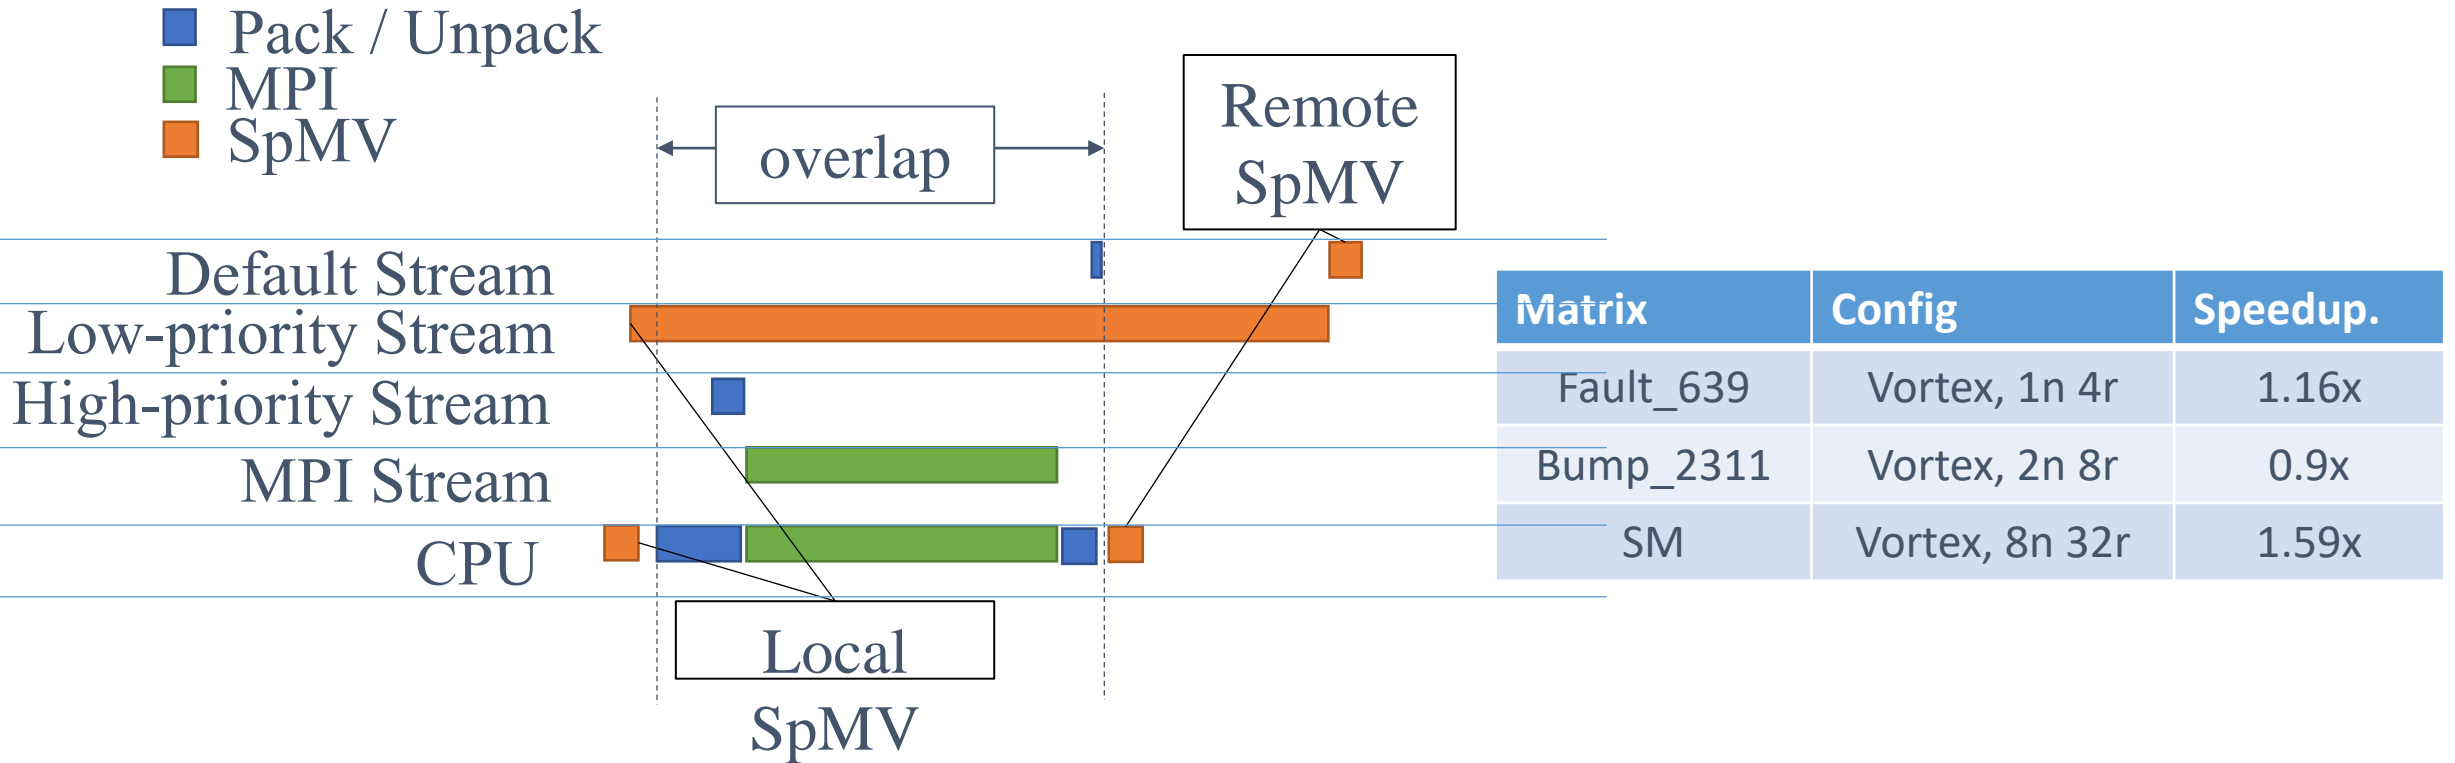 Pack / Unpack
MPI
SpMV
overlap
Remote
SpMV
Default Stream
Low-priority Stream
High-priority Stream
MPI Stream
CPU
Local
SpMV
Matrix Config Speedup.
Fault_639 Vortex, 1n 4r 1.16x
Bump_2311 Vortex, 2n 8r 0.9x
SM Vortex, 8n 32r 1.59x